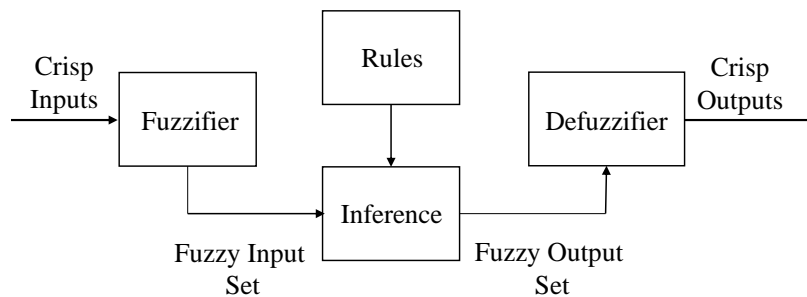 Crisp
Inputs
Fuzzifier
Rules
Inference
Defuzzifier
Crisp
Outputs
Fuzzy Input
Set
Fuzzy Output
Set